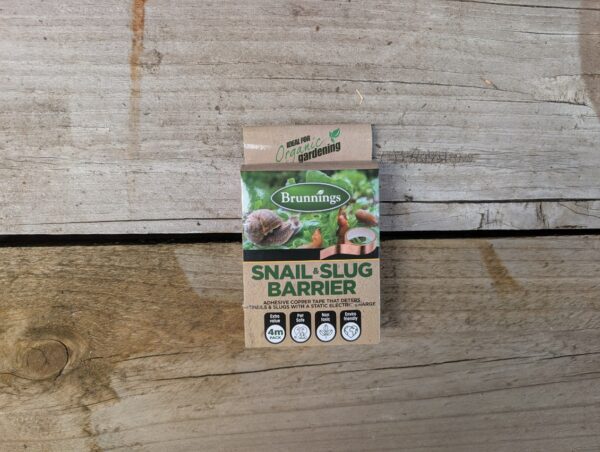 IDEAL FOR
Organic
gardening
Brunnings
SNAIL & SLUG
BARRIER
ADHESIVE COPPER TAPE THAT DETERS
SNAILS & SLUGS WITH A STATIC ELECTRIC CHARGE
Extra value 4m PACK
Pet Safe
Non toxic
Enviro friendly